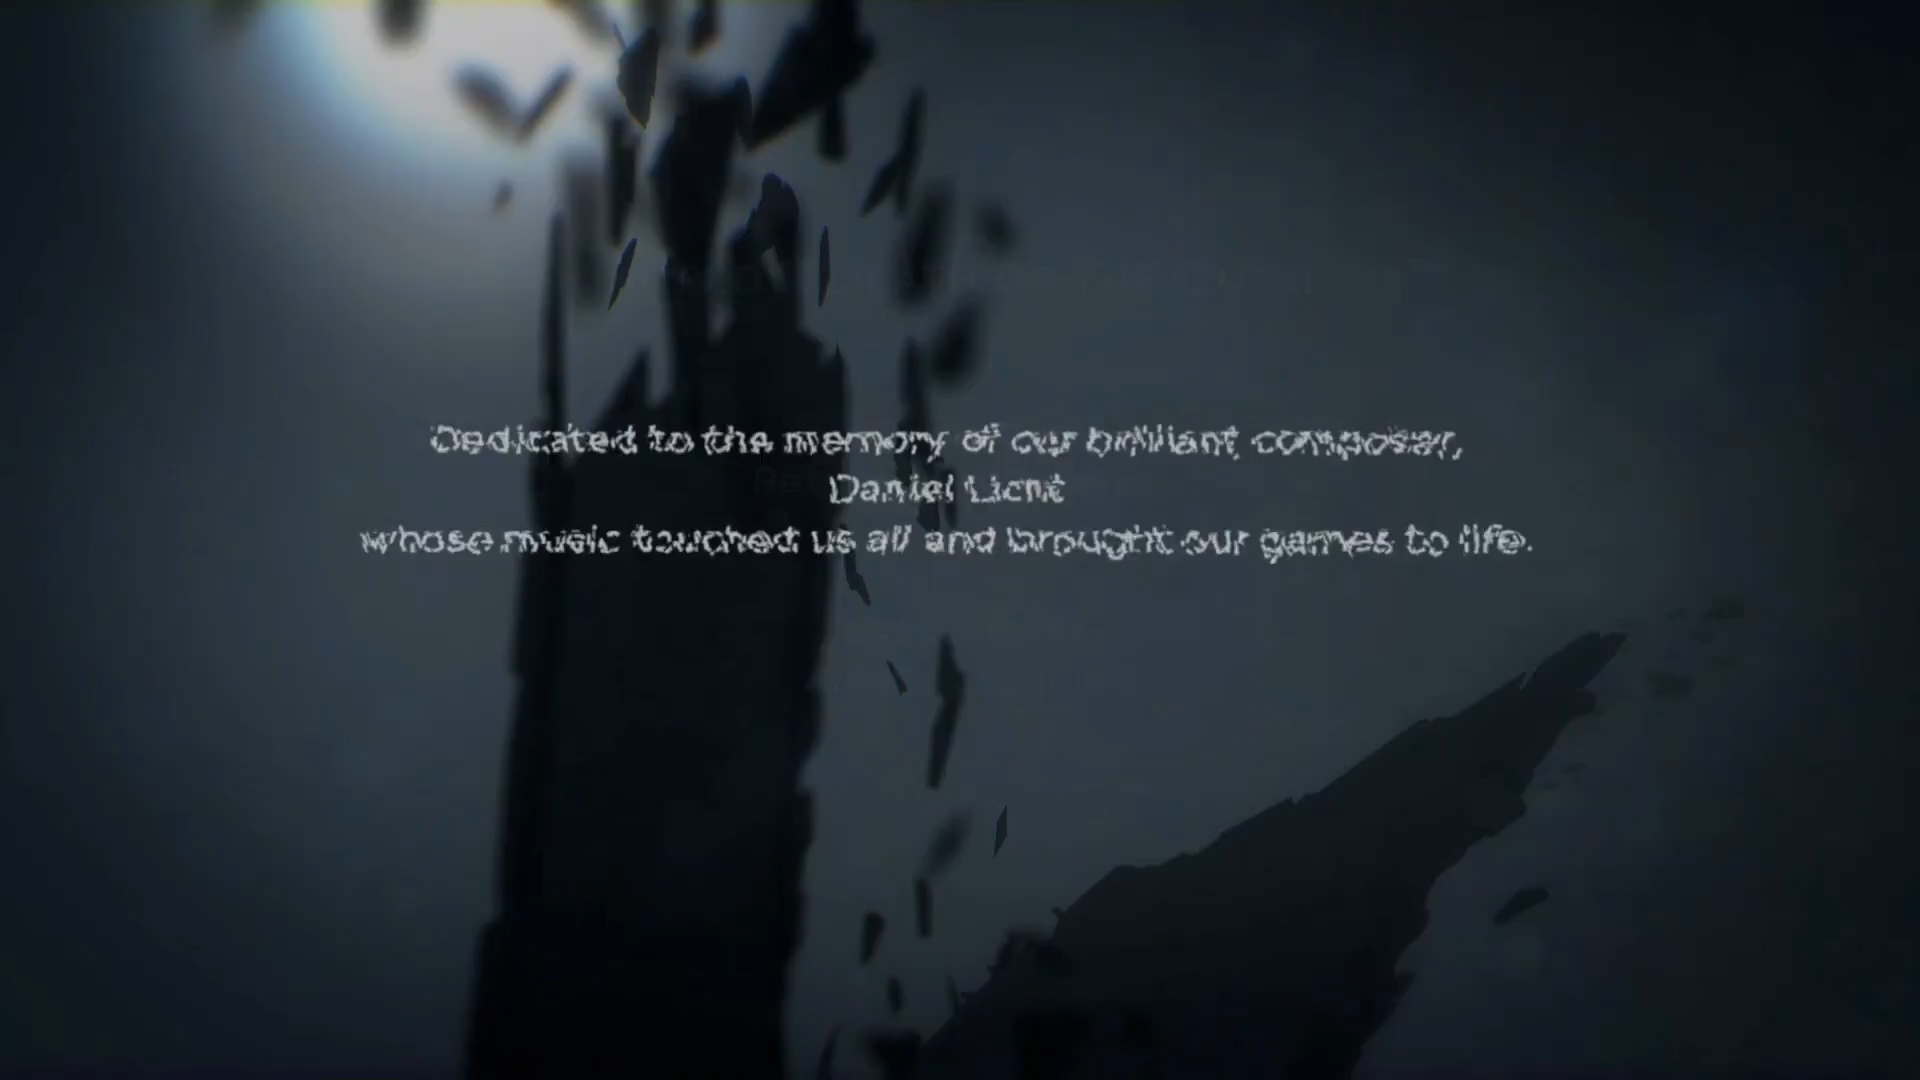 Dedicated to the memory of our brilliant composer,
Daniel Licht
whose music touched us all and brought our games to life.